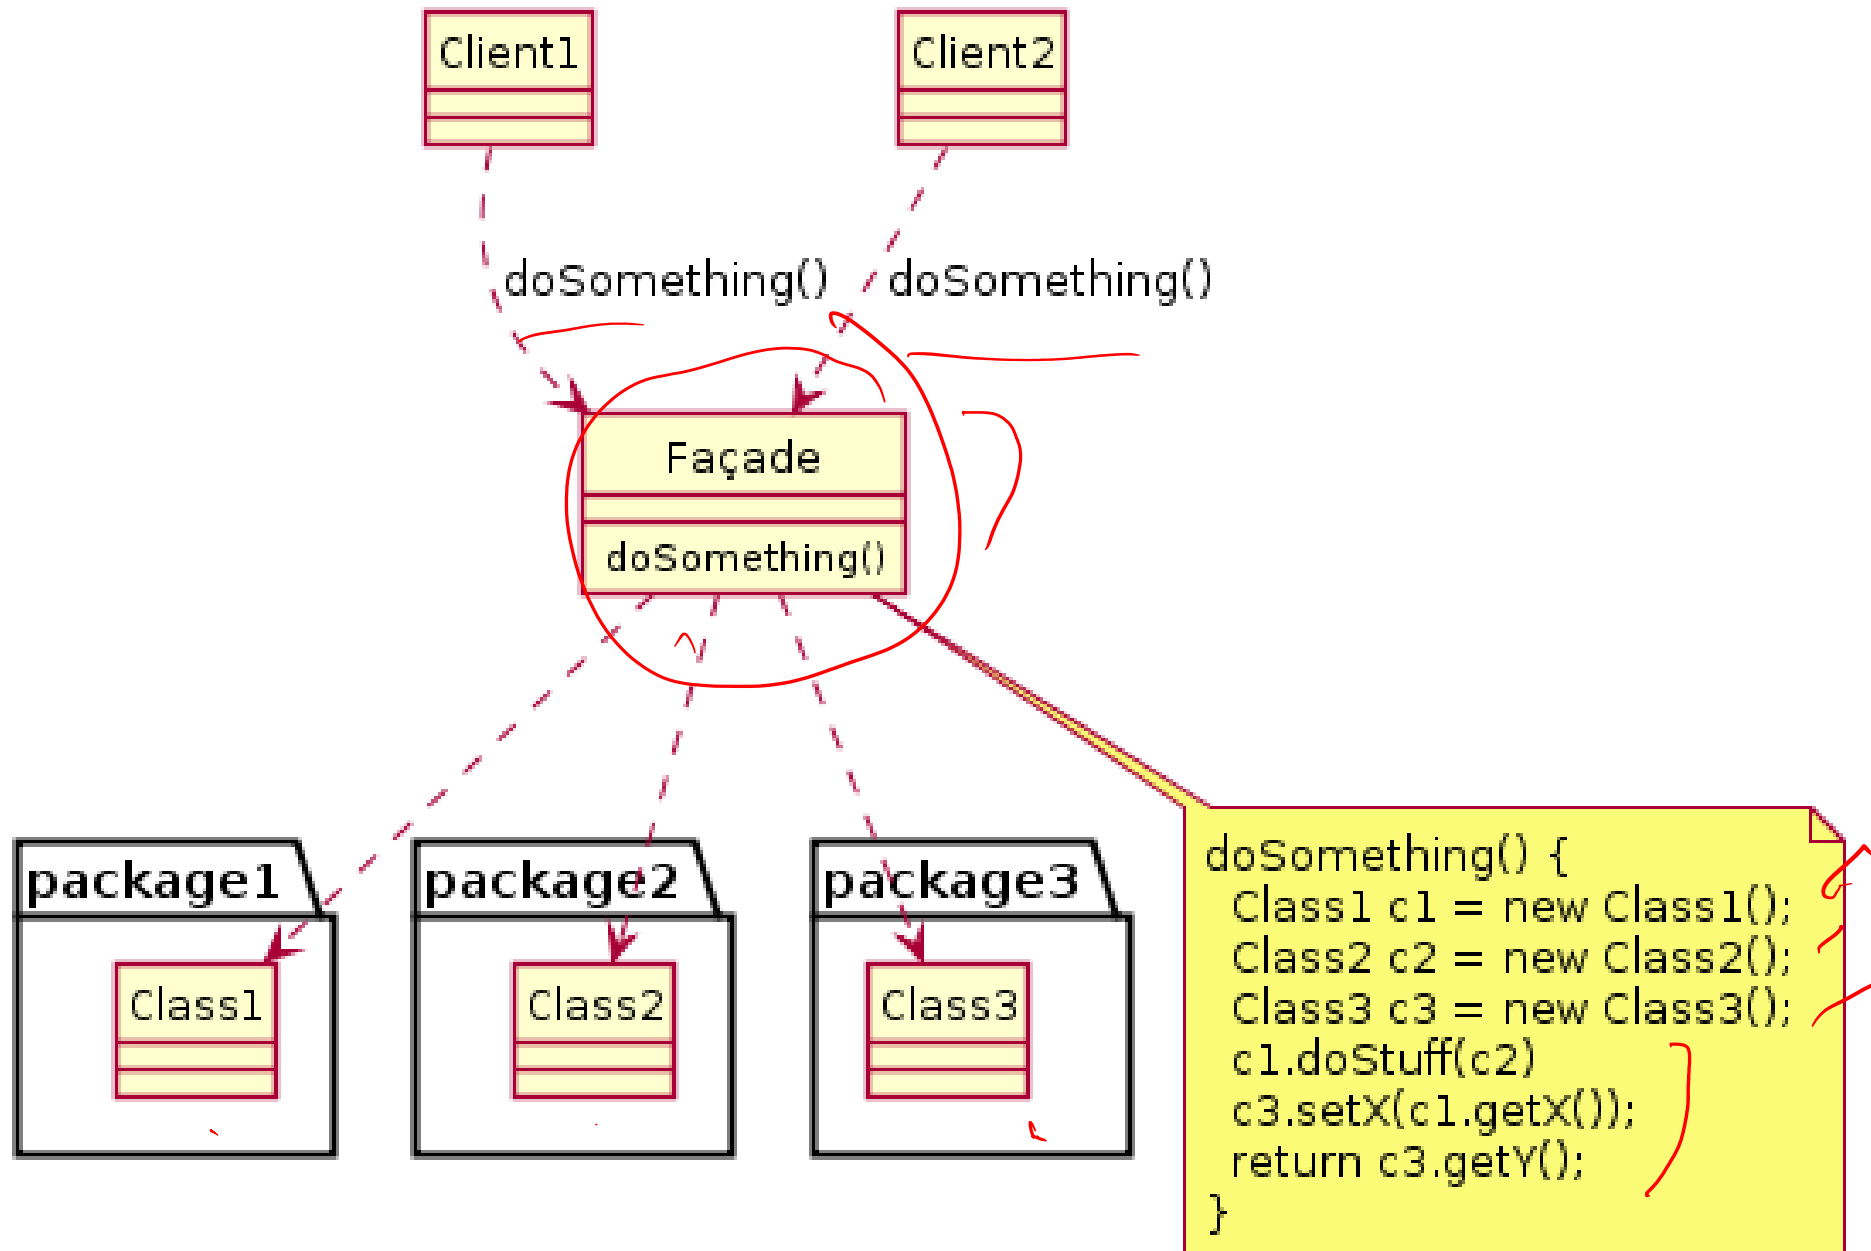 Client1
Client2
doSomething()
doSomething()
Façade
doSomething()
package1
package2
package3
Class1
Class2
Class3
doSomething() {
Class1 c1 = new Class1();
Class2 c2 = new Class2();
Class3 c3 = new Class3();
c1.doStuff(c2)
c3.setX(c1.getX());
return c3.getY();
}